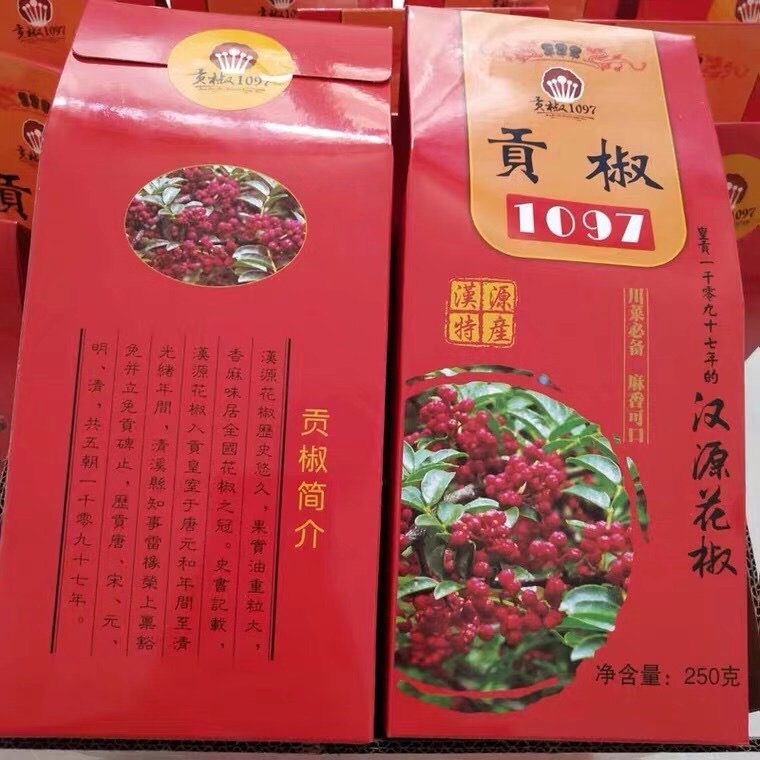 贡椒1097
贡椒简介
漢源花椒歷史悠久，果實油重粒大，
香麻味居全國花椒之冠。史書記載，
漢源花椒入貢皇室于唐元和年間至清
光緒年間，清溪縣知事雷橡榮上禀豁
免并立免貢碑止，歷貢唐、宋、元、
明、清，共五朝一千零九十七年。
贡椒1097
貢椒
1097
皇貢一千零九十七年的
汉源花椒
川菜必备 麻香可口
漢源
特産
净含量：250克
1097